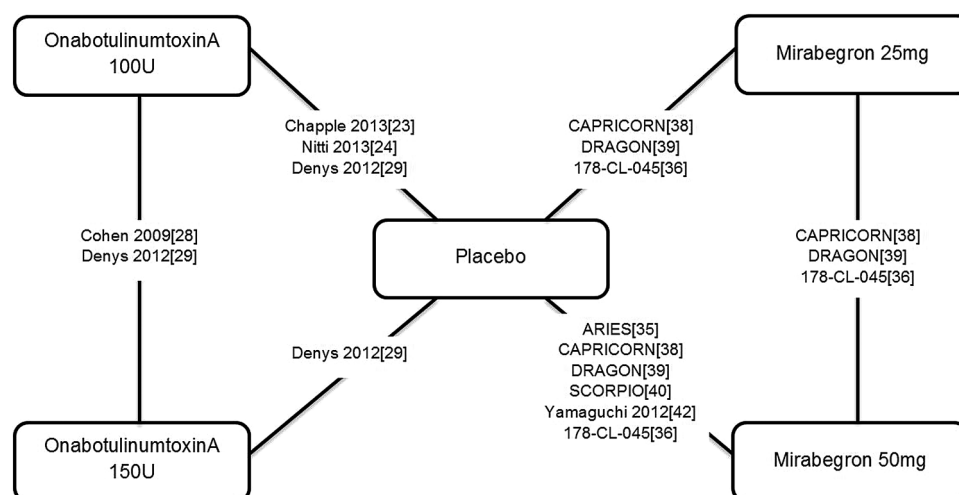 OnabotulinumtoxinA
100U
Mirabegron 25mg
Chapple 2013[23]
Nitti 2013[24]
Denys 2012[29]
CAPRICORN[38]
DRAGON[39]
178-CL-045[36]
Cohen 2009[28]
Denys 2012[29]
Placebo
CAPRICORN[38]
DRAGON[39]
178-CL-045[36]
Denys 2012[29]
ARIES[35]
CAPRICORN[38]
DRAGON[39]
SCORPIO[40]
Yamaguchi 2012[42]
178-CL-045[36]
OnabotulinumtoxinA
150U
Mirabegron 50mg